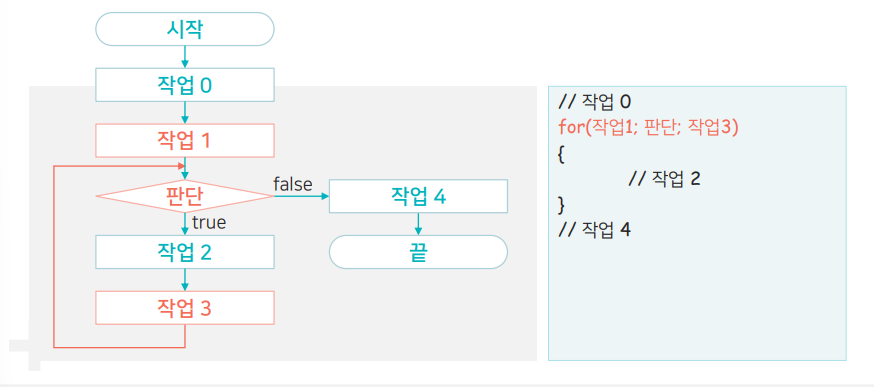 시작
작업 0
작업 1
판단
false
true
작업 2
작업 3
작업 4
끝
// 작업 0
for(작업1; 판단; 작업3)
{
// 작업 2
}
// 작업 4